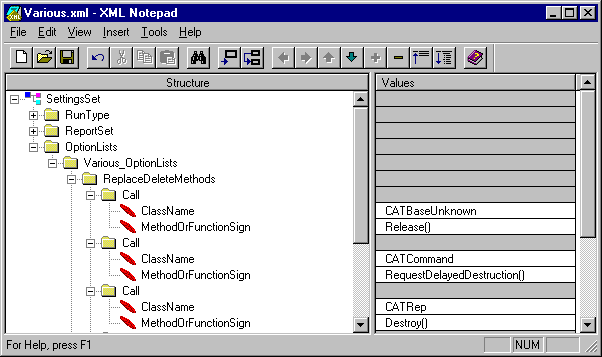 Various.xml - XML Notepad
File Edit View Insert Tools Help
Structure Values
SettingsSet
RunType
ReportSet
OptionLists
Various_OptionLists
ReplaceDeleteMethods
Call
ClassName CATBaseUnknown
MethodOrFunctionSign Release()
Call
ClassName CATCommand
MethodOrFunctionSign RequestDelayedDestruction()
Call
ClassName CATRep
MethodOrFunctionSign Destroy()
For Help, press F1 NUM